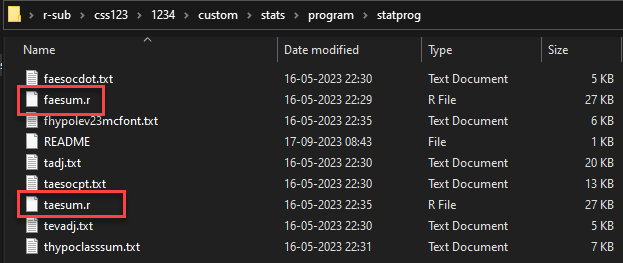 r-sub > css123 > 1234 > custom > stats > program > statprog
Name Date modified Type Size
faesocdot.txt 16-05-2023 22:30 Text Document 5 KB
faesum.r 16-05-2023 22:29 R File 27 KB
fhypolev23mcfont.txt 16-05-2023 22:35 Text Document 6 KB
README 17-09-2023 08:43 File 1 KB
tadj.txt 16-05-2023 22:30 Text Document 20 KB
taesocpt.txt 16-05-2023 22:30 Text Document 13 KB
taesum.r 16-05-2023 22:35 R File 27 KB
tevadj.txt 16-05-2023 22:30 Text Document 5 KB
thypoclasssum.txt 16-05-2023 22:31 Text Document 7 KB